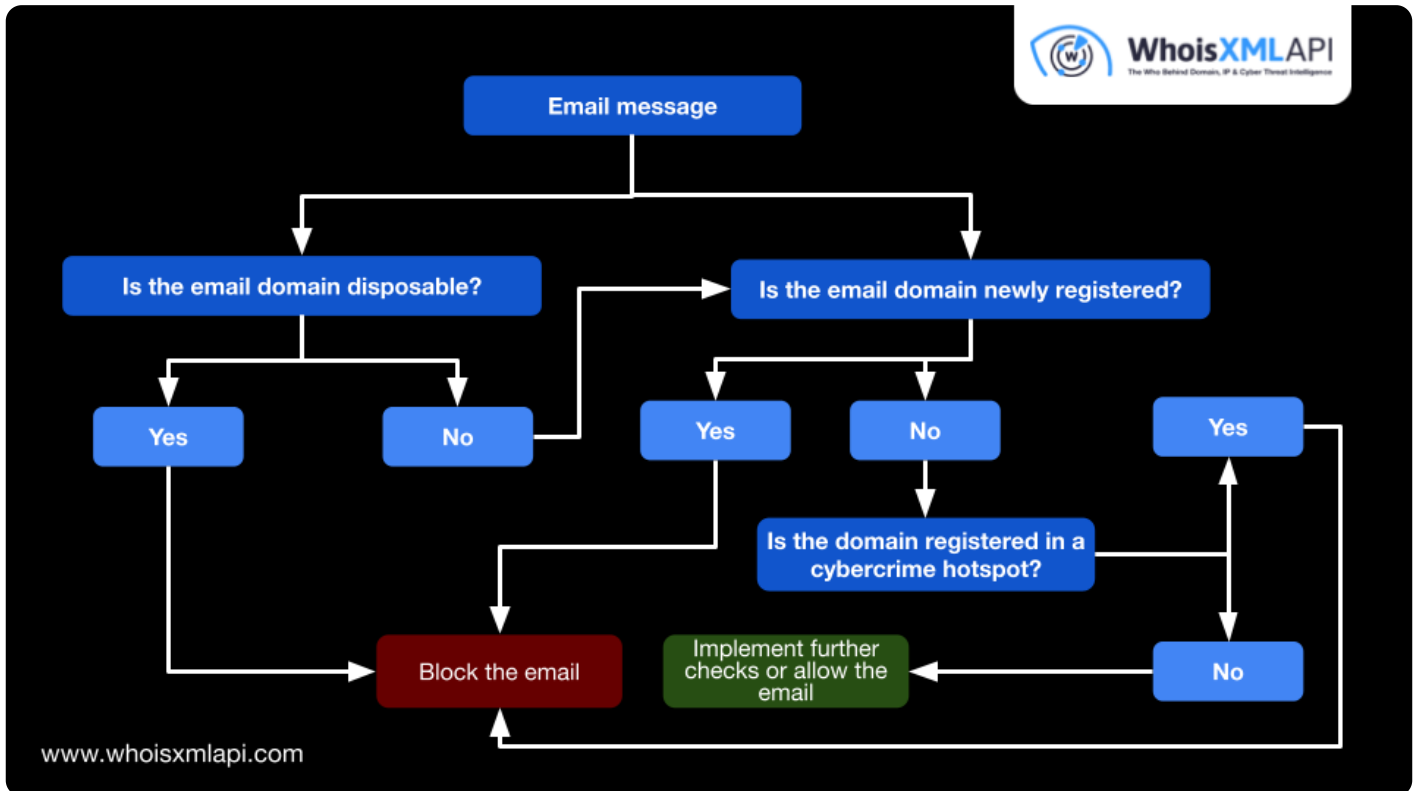 WhoisXMLAPI
The Who Behind Domain, IP & Cyber Threat Intelligence
Email message
Is the email domain disposable?
Is the email domain newly registered?
Yes
No
Yes
No
Yes
Is the domain registered in a
cybercrime hotspot?
Block the email
Implement further
checks or allow the
email
No
www.whoisxmlapi.com